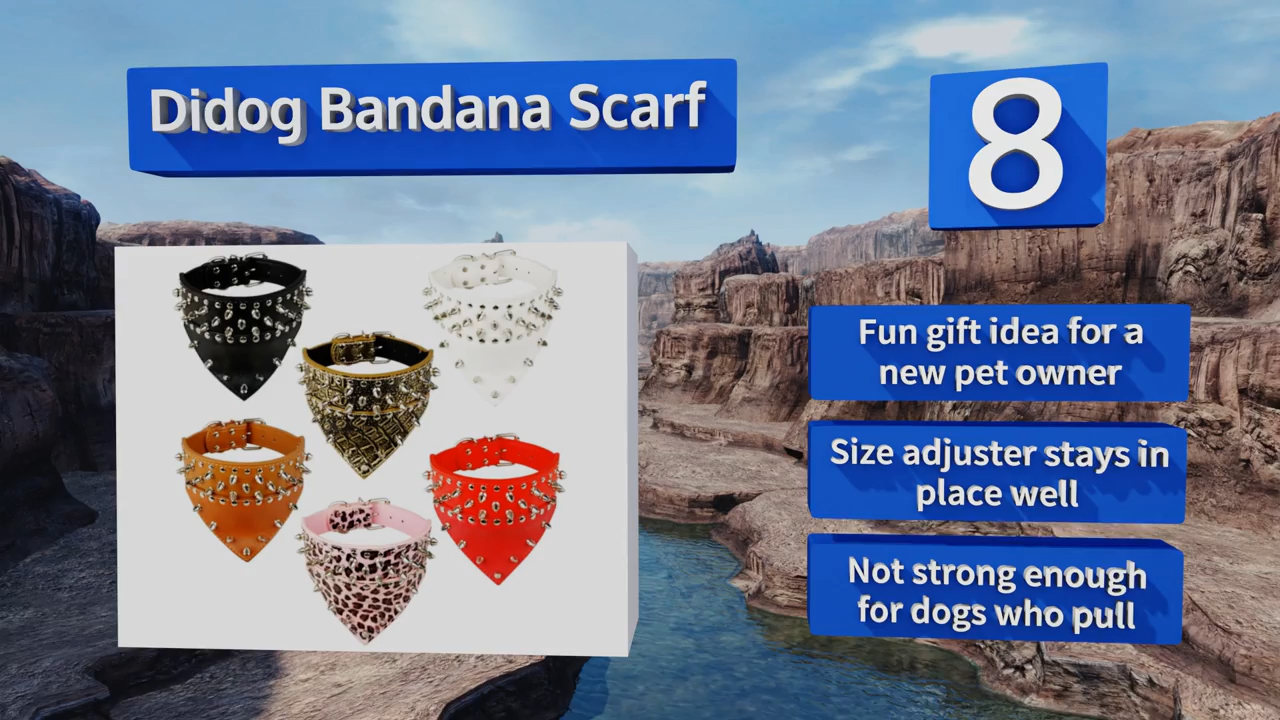 Didog Bandana Scarf
8
Fun gift idea for a
new pet owner
Size adjuster stays in
place well
Not strong enough
for dogs who pull